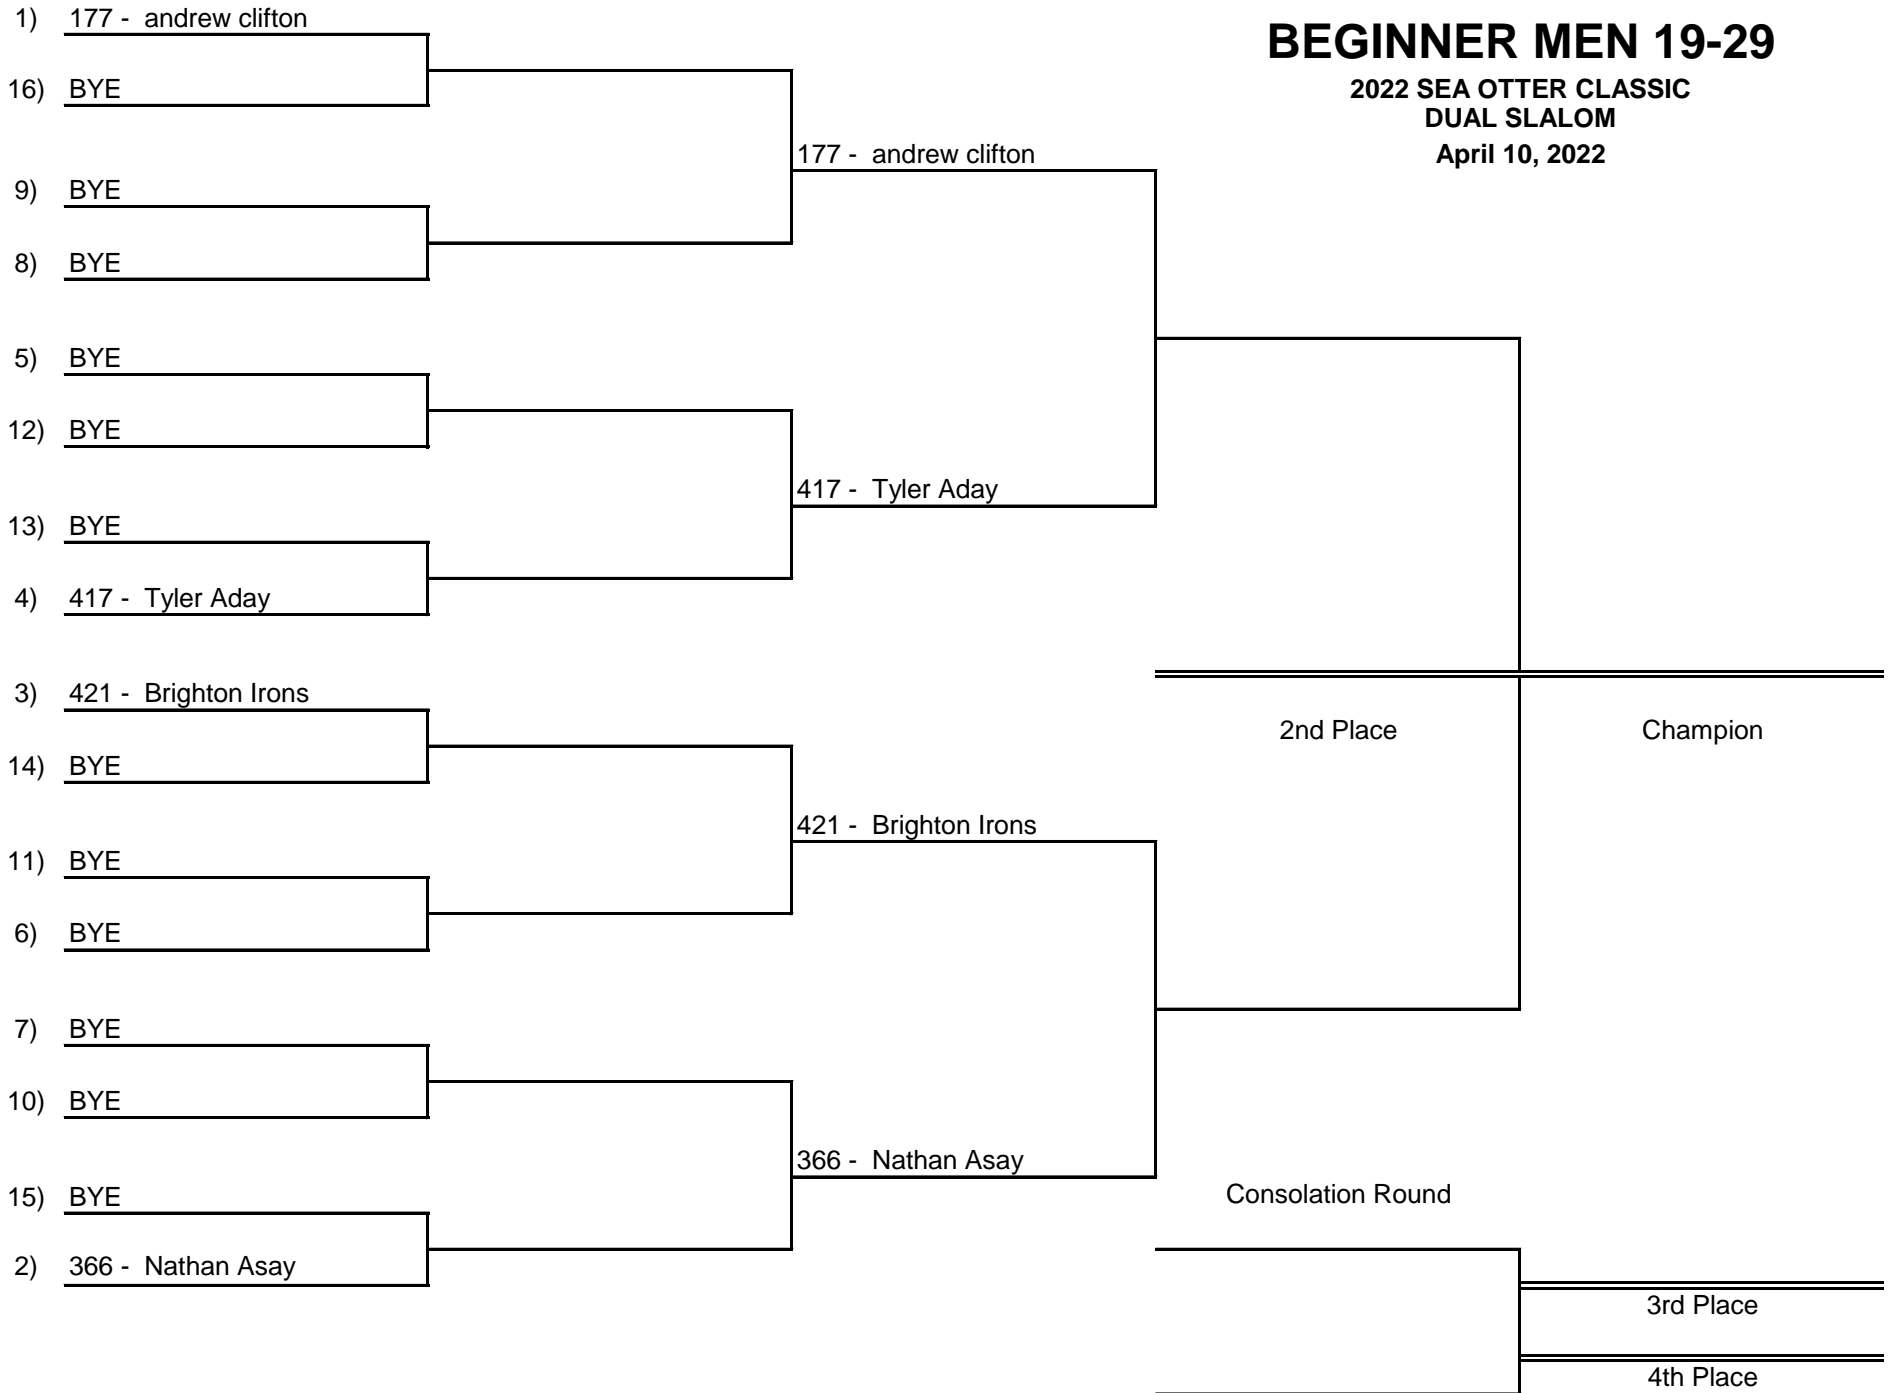 BEGINNER MEN 19-29
2022 SEA OTTER CLASSIC
DUAL SLALOM
April 10, 2022
1) 177 - andrew clifton
16) BYE
177 - andrew clifton
9) BYE
8) BYE
5) BYE
12) BYE
417 - Tyler Aday
13) BYE
4) 417 - Tyler Aday
3) 421 - Brighton Irons
2nd Place
Champion
14) BYE
421 - Brighton Irons
11) BYE
6) BYE
7) BYE
10) BYE
366 - Nathan Asay
15) BYE
Consolation Round
2) 366 - Nathan Asay
3rd Place
4th Place